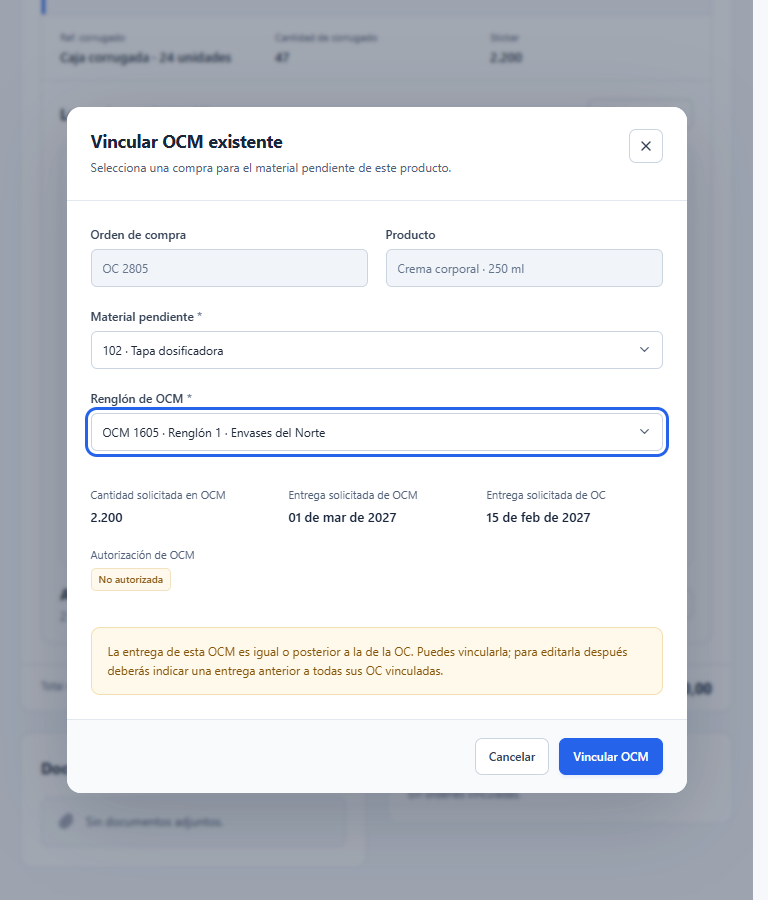 Ref. corrugado
Cantidad de corrugado
Sticker
Caja corrugada · 24 unidades
47
2.200
Vincular OCM existente
Selecciona una compra para el material pendiente de este producto.
Orden de compra
Producto
OC 2805
Crema corporal · 250 ml
Material pendiente *
102 · Tapa dosificadora
Renglón de OCM *
OCM 1605 · Renglón 1 · Envases del Norte
Cantidad solicitada en OCM
Entrega solicitada de OCM
Entrega solicitada de OC
2.200
01 de mar de 2027
15 de feb de 2027
Autorización de OCM
No autorizada
La entrega de esta OCM es igual o posterior a la de la OC. Puedes vincularla; para editarla después
deberás indicar una entrega anterior a todas sus OC vinculadas.
Total
Cancelar
Vincular OCM
Sin documentos adjuntos